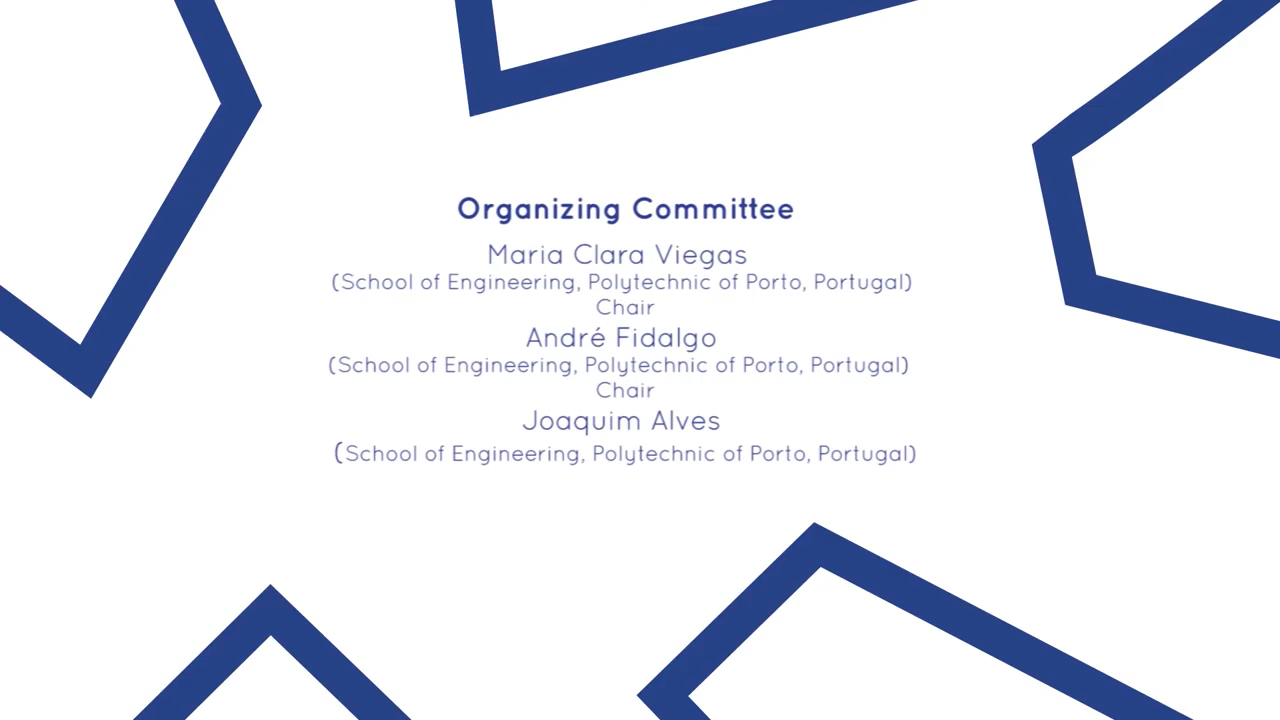 Organizing Committee
Maria Clara Viegas
(School of Engineering, Polytechnic of Porto, Portugal)
Chair
André Fidalgo
(School of Engineering, Polytechnic of Porto, Portugal)
Chair
Joaquim Alves
(School of Engineering, Polytechnic of Porto, Portugal)